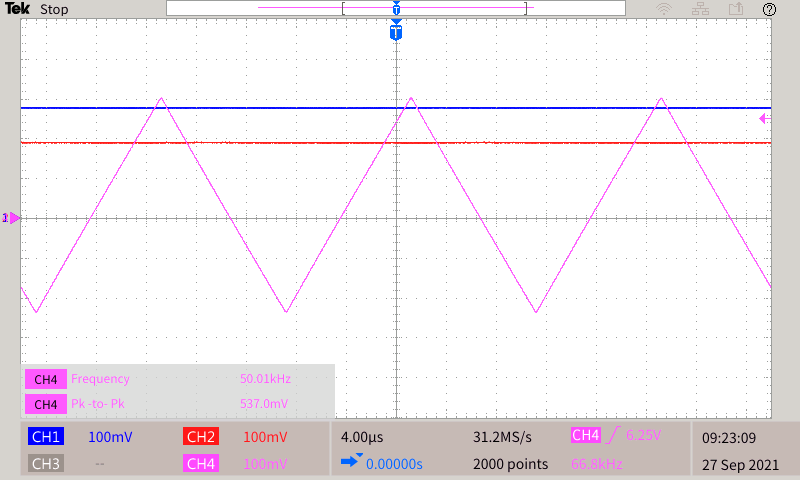 Tek Stop
T
T
CH4 Frequency 50.01kHz
CH4 Pk -to- Pk 537.0mV
CH1 100mV CH2 100mV 4.00µs 31.2MS/s CH4 6.25V 09:23:09
CH3 -- CH4 100mV 0.00000s 2000 points 66.8kHz 27 Sep 2021